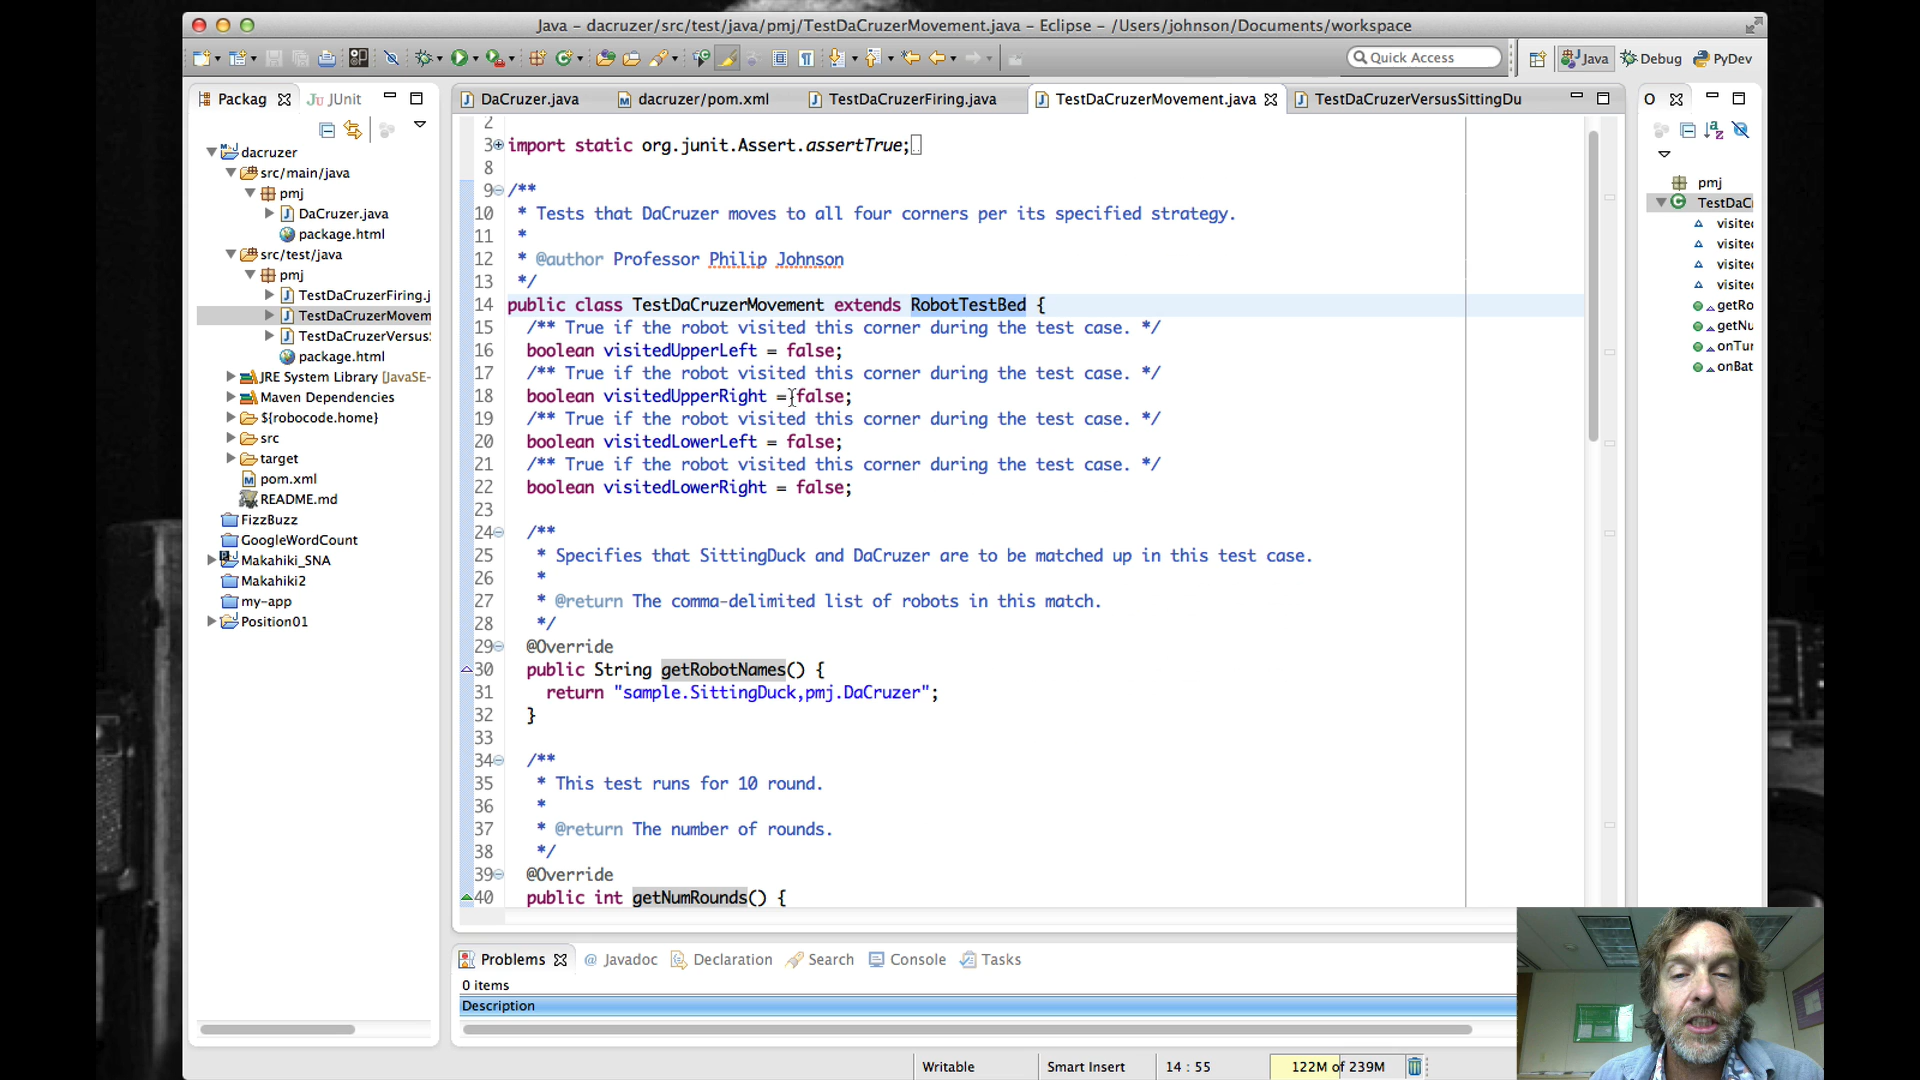 Java – dacruzer/src/test/java/pmj/TestDaCruzerMovement.java – Eclipse – /Users/johnson/Documents/workspace
Quick Access
Java
Debug
PyDev
Packag
JUnit
DaCruzer.java
dacruzer/pom.xml
TestDaCruzerFiring.java
TestDaCruzerMovement.java
TestDaCruzerVersusSittingDu
O
dacruzer
src/main/java
pmj
DaCruzer.java
package.html
src/test/java
pmj
TestDaCruzerFiring.j
TestDaCruzerMovem
TestDaCruzerVersus
package.html
JRE System Library [JavaSE-
Maven Dependencies
${robocode.home}
src
target
pom.xml
README.md
FizzBuzz
GoogleWordCount
Makahiki_SNA
Makahiki2
my-app
Position01
2
3 import static org.junit.Assert.assertTrue;
8
9 /**
10 * Tests that DaCruzer moves to all four corners per its specified strategy.
11 *
12 * @author Professor Philip Johnson
13 */
14 public class TestDaCruzerMovement extends RobotTestBed {
15 /** True if the robot visited this corner during the test case. */
16 boolean visitedUpperLeft = false;
17 /** True if the robot visited this corner during the test case. */
18 boolean visitedUpperRight = false;
19 /** True if the robot visited this corner during the test case. */
20 boolean visitedLowerLeft = false;
21 /** True if the robot visited this corner during the test case. */
22 boolean visitedLowerRight = false;
23
24 /**
25 * Specifies that SittingDuck and DaCruzer are to be matched up in this test case.
26 *
27 * @return The comma-delimited list of robots in this match.
28 */
29 @Override
30 public String getRobotNames() {
31 return "sample.SittingDuck,pmj.DaCruzer";
32 }
33
34 /**
35 * This test runs for 10 round.
36 *
37 * @return The number of rounds.
38 */
39 @Override
40 public int getNumRounds() {
pmj
TestDaC
visited
visited
visited
visited
getRo
getNu
onTur
onBat
Problems
@ Javadoc
Declaration
Search
Console
Tasks
0 items
Description
Writable
Smart Insert
14 : 55
122M of 239M